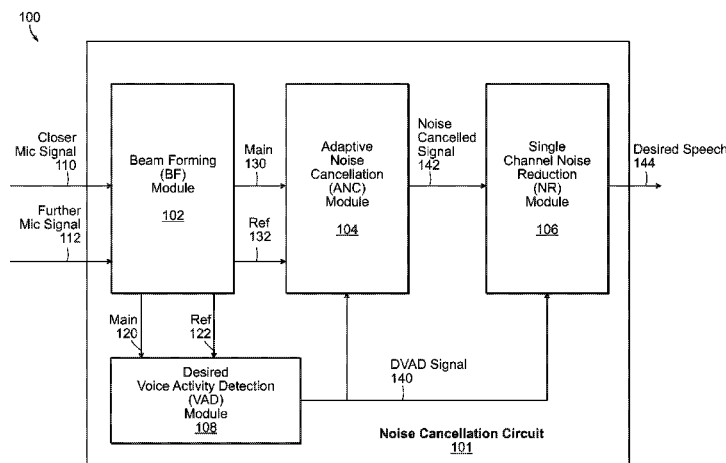 100
Closer
Mic Signal
110
Further
Mic Signal
112
Beam Forming
(BF)
Module
102
Main
130
Ref
132
Adaptive
Noise
Cancellation
(ANC)
Module
104
Noise
Cancelled
Signal
142
Single
Channel Noise
Reduction
(NR)
Module
106
Desired Speech
144
Main
120
Ref
122
Desired
Voice Activity Detection
(VAD)
Module
108
DVAD Signal
140
Noise Cancellation Circuit
101